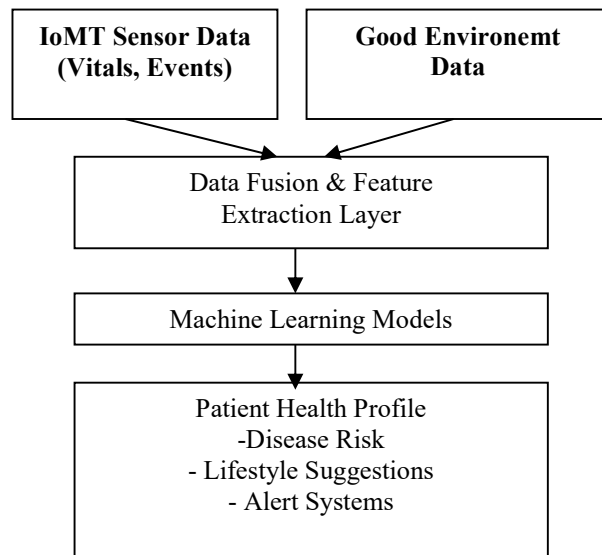 IoMT Sensor Data
(Vitals, Events)
Good Environemt
Data
Data Fusion & Feature
Extraction Layer
Machine Learning Models
Patient Health Profile
-Disease Risk
- Lifestyle Suggestions
- Alert Systems